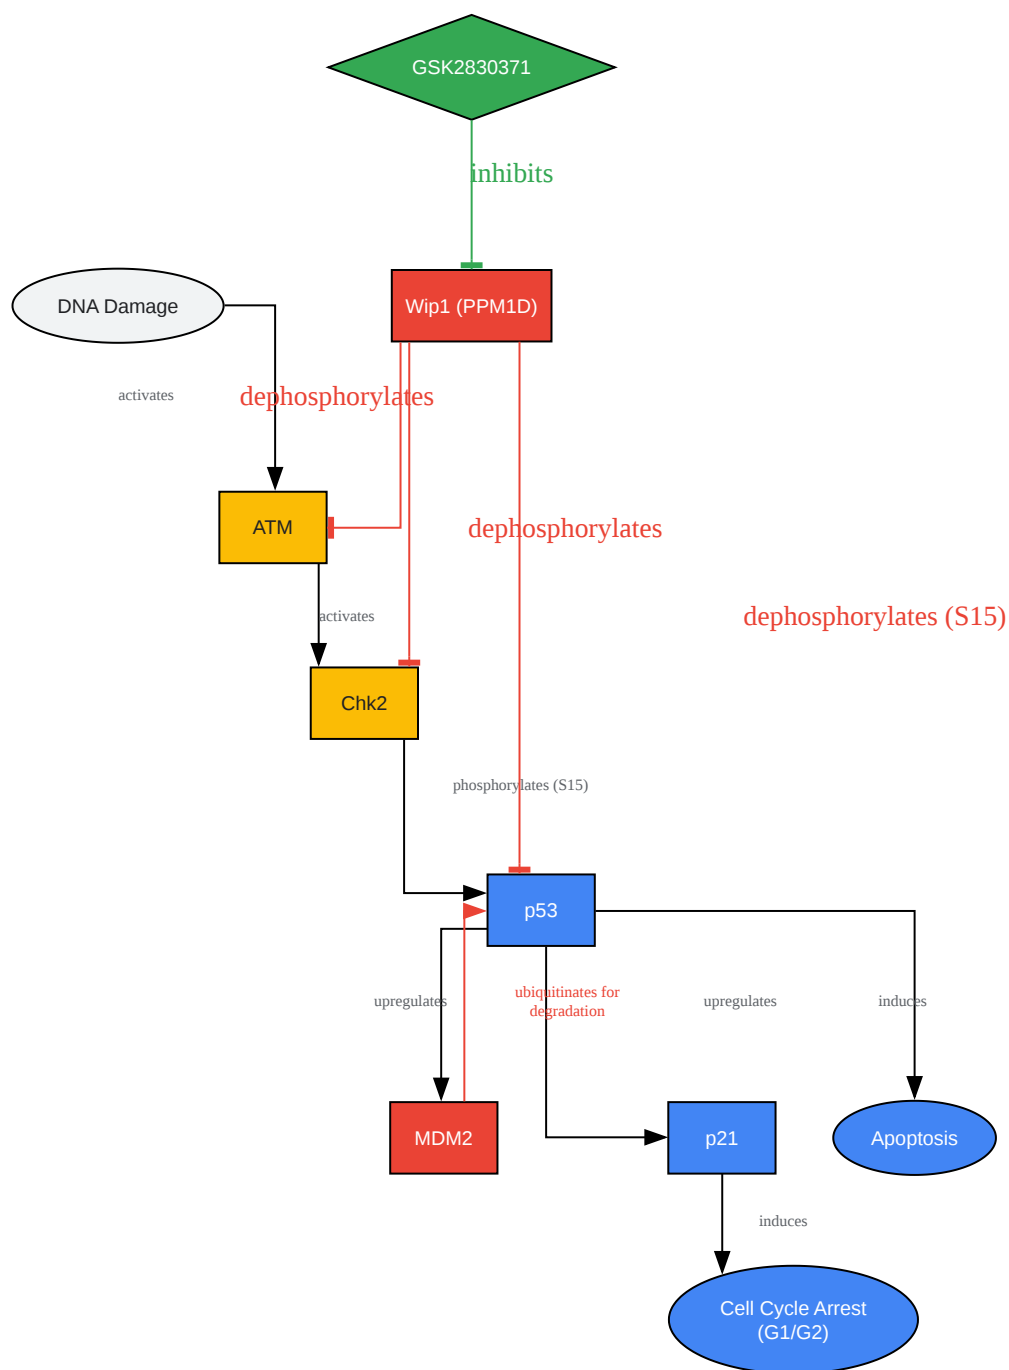 GSK2830371
inhibits
DNA Damage
Wip1 (PPM1D)
activates
dephosphorylates
ATM
dephosphorylates
activates
dephosphorylates (S15)
Chk2
phosphorylates (S15)
p53
upregulates
ubiquitinates for
degradation
upregulates
induces
MDM2
p21
Apoptosis
induces
Cell Cycle Arrest
(G1/G2)